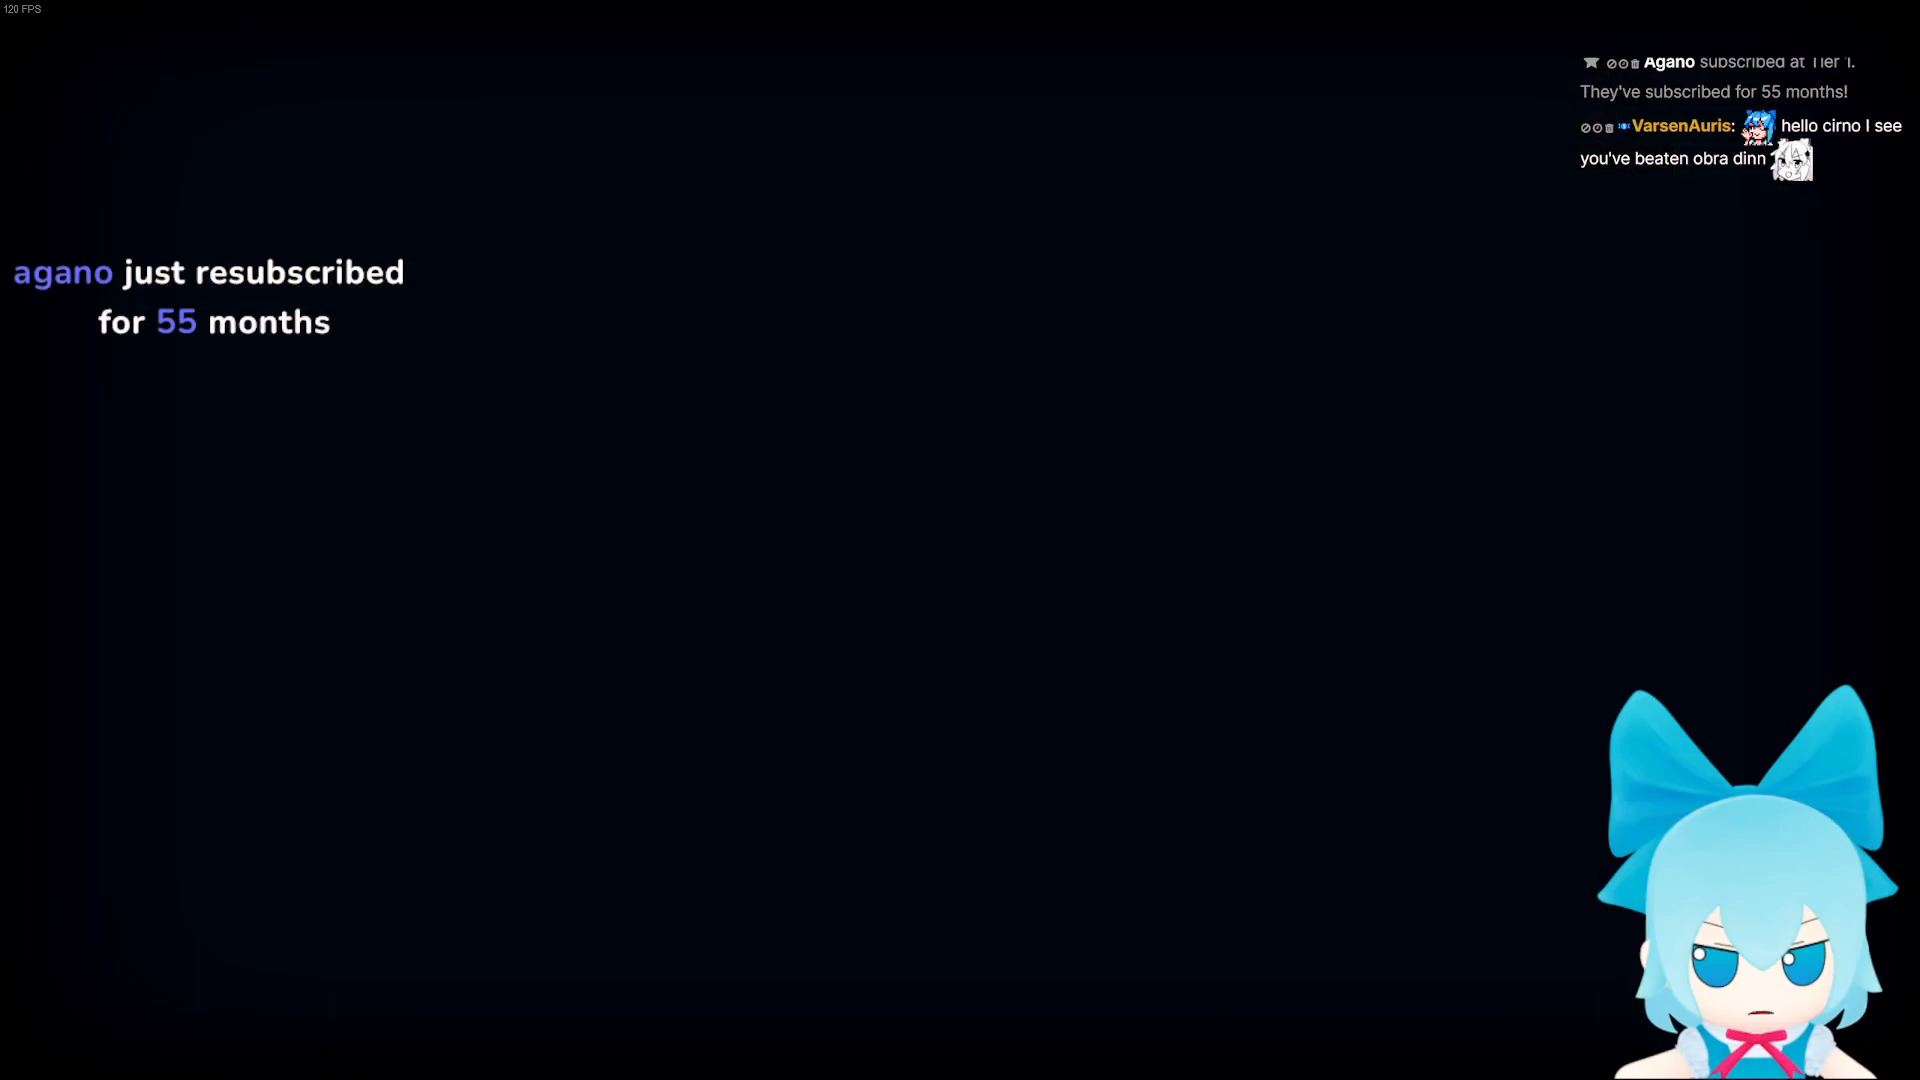 120 FPS
Agano subscribed at Tier 1.
They've subscribed for 55 months!
VarsenAuris: hello cirno I see
you've beaten obra dinn
agano just resubscribed
for 55 months